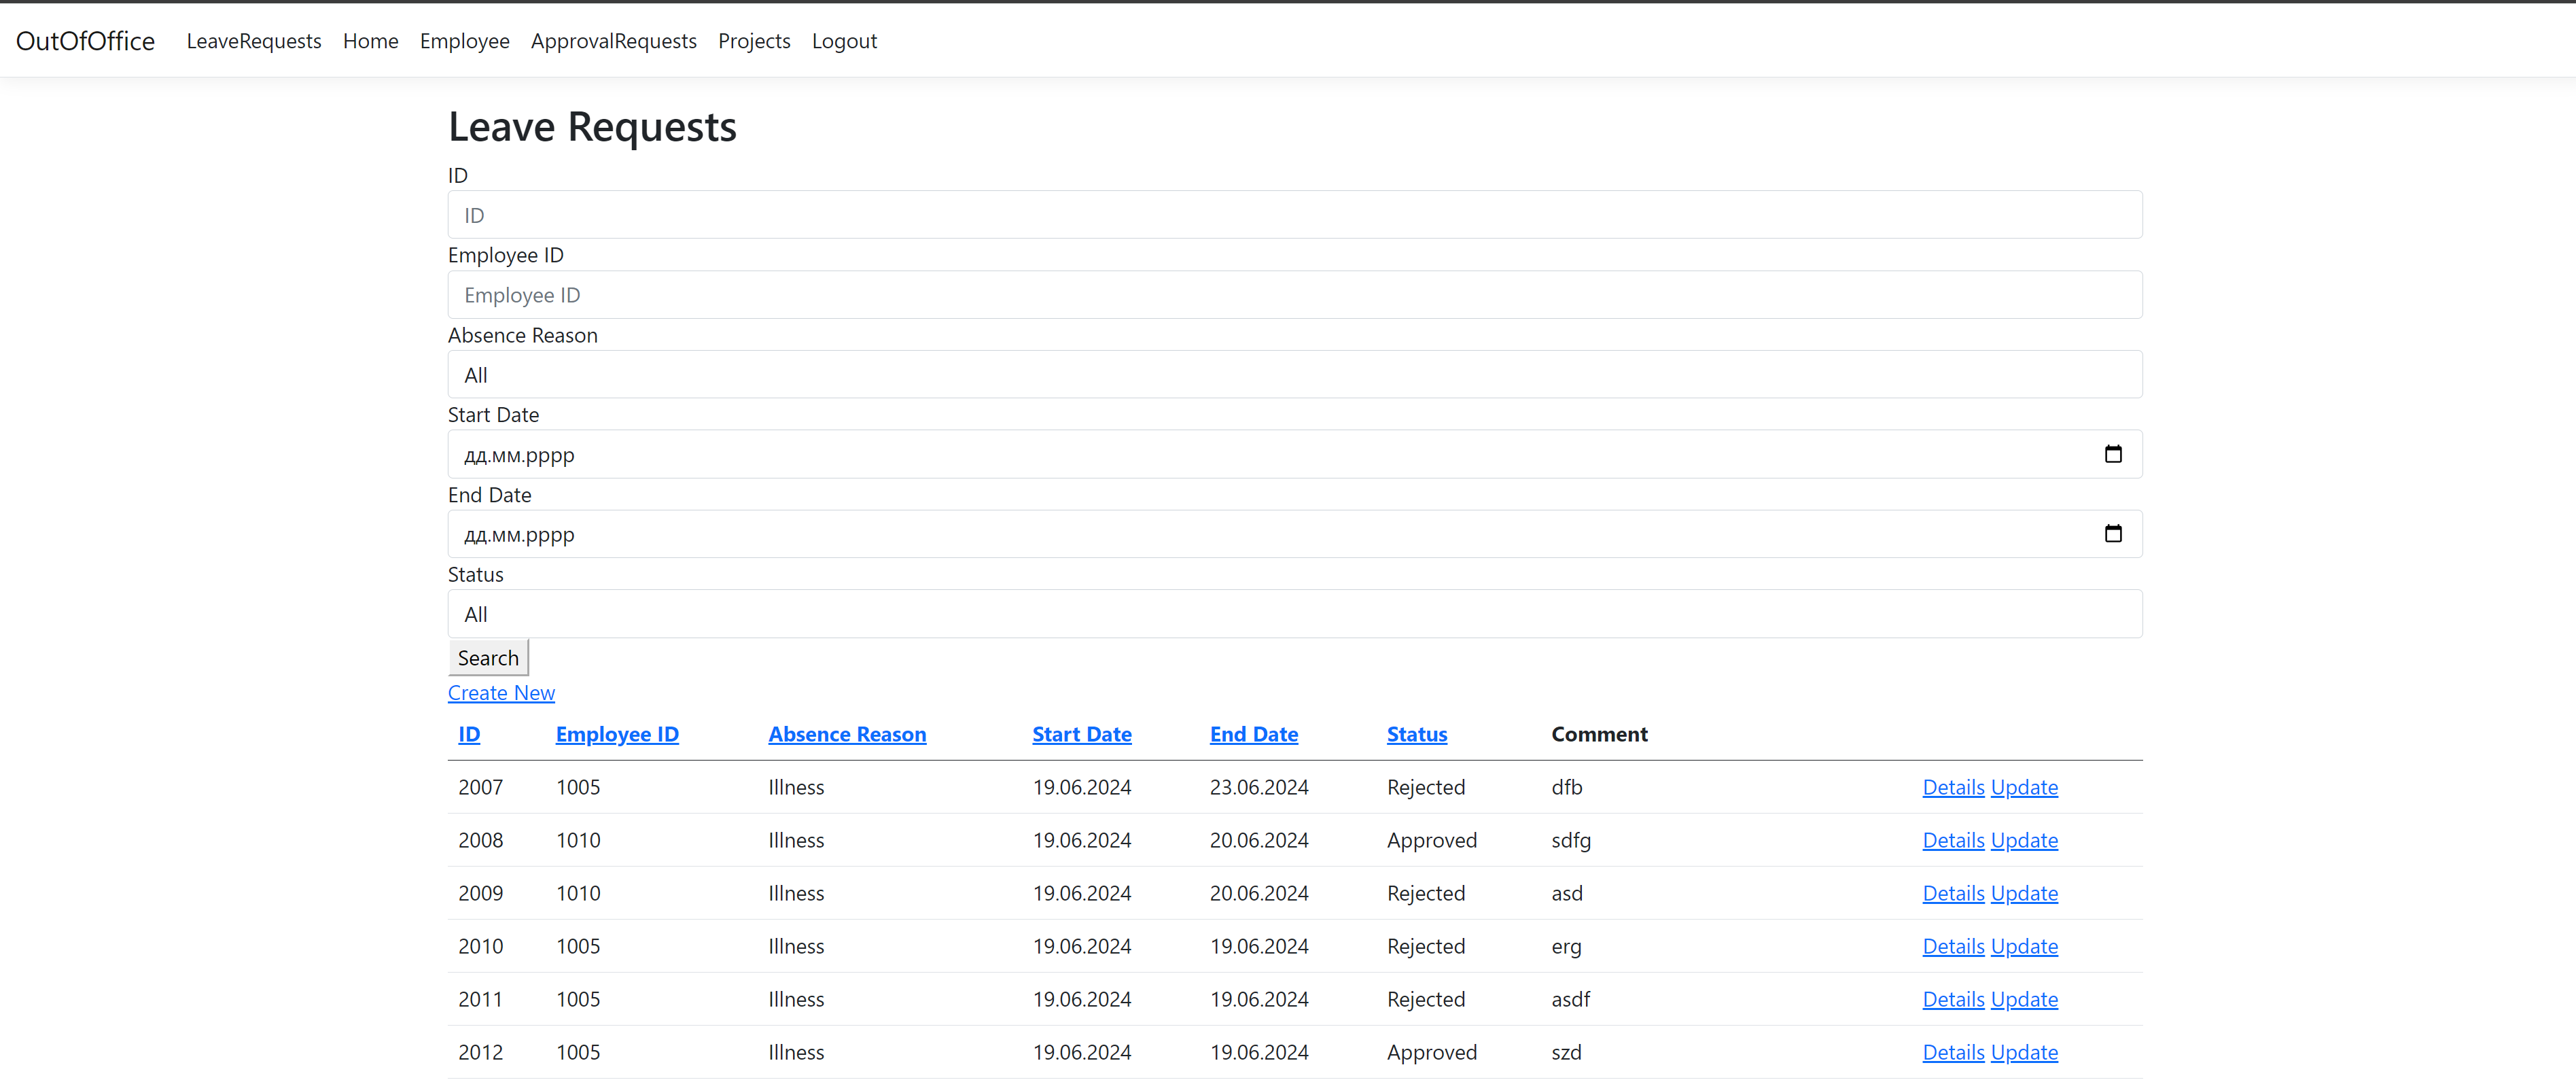 OutOfOffice LeaveRequests Home Employee ApprovalRequests Projects Logout
Leave Requests
ID
ID
Employee ID
Employee ID
Absence Reason
All
Start Date
дд.мм.рррр
End Date
дд.мм.рррр
Status
All
Search
Create New
ID Employee ID Absence Reason Start Date End Date Status Comment
2007 1005 Illness 19.06.2024 23.06.2024 Rejected dfb Details Update
2008 1010 Illness 19.06.2024 20.06.2024 Approved sdfg Details Update
2009 1010 Illness 19.06.2024 20.06.2024 Rejected asd Details Update
2010 1005 Illness 19.06.2024 19.06.2024 Rejected erg Details Update
2011 1005 Illness 19.06.2024 19.06.2024 Rejected asdf Details Update
2012 1005 Illness 19.06.2024 19.06.2024 Approved szd Details Update